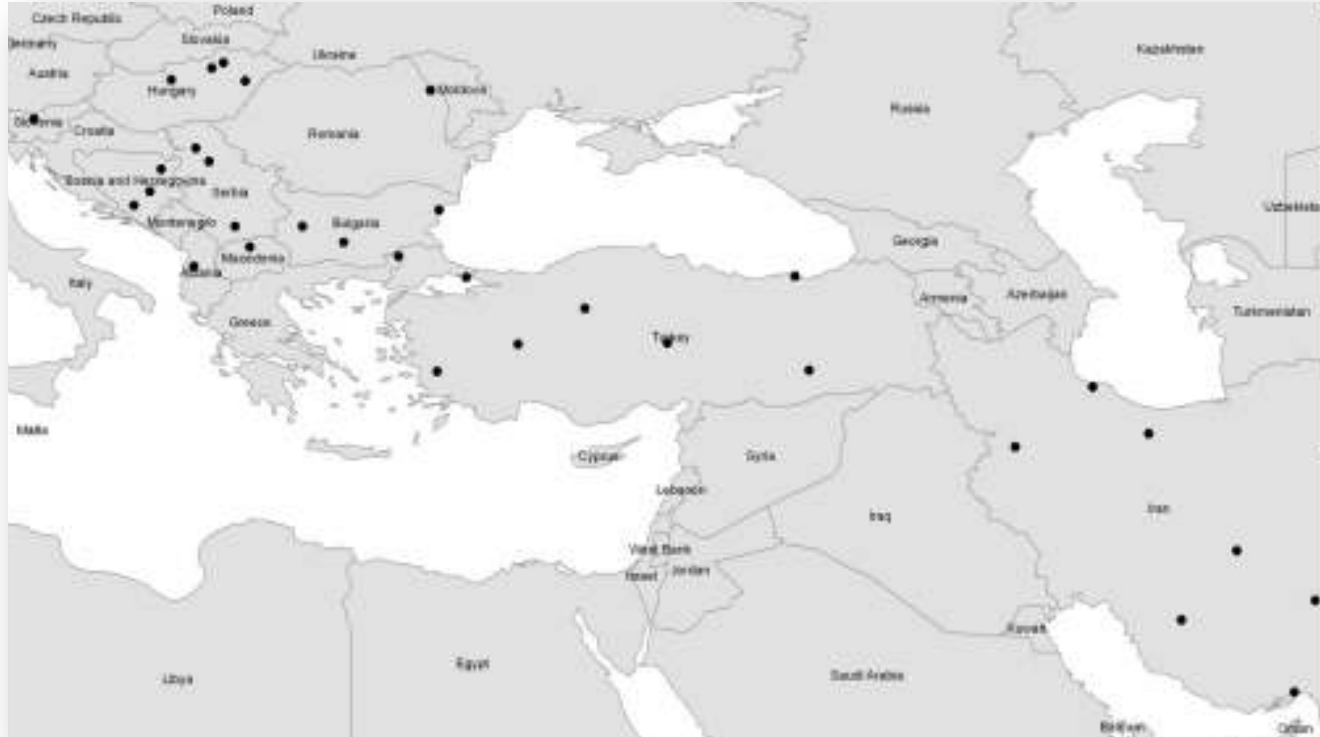 Poland
Czech Republic
Slovakia
Germany
Ukraine
Kazakhstan
Austria
Hungary
Moldova
Russia
Slovenia
Croatia
Romania
Bosnia and Herzegovina
Serbia
Uzbekista
Montenegro
Bulgaria
Georgia
Macedonia
Albania
Italy
Armenia
Azerbaijan
Turkmenistan
Greece
Turkey
Malta
Cyprus
Syria
Lebanon
Iran
Iraq
West Bank
Israel
Jordan
Kuwait
Egypt
Libya
Saudi Arabia
Bahrain
Oman